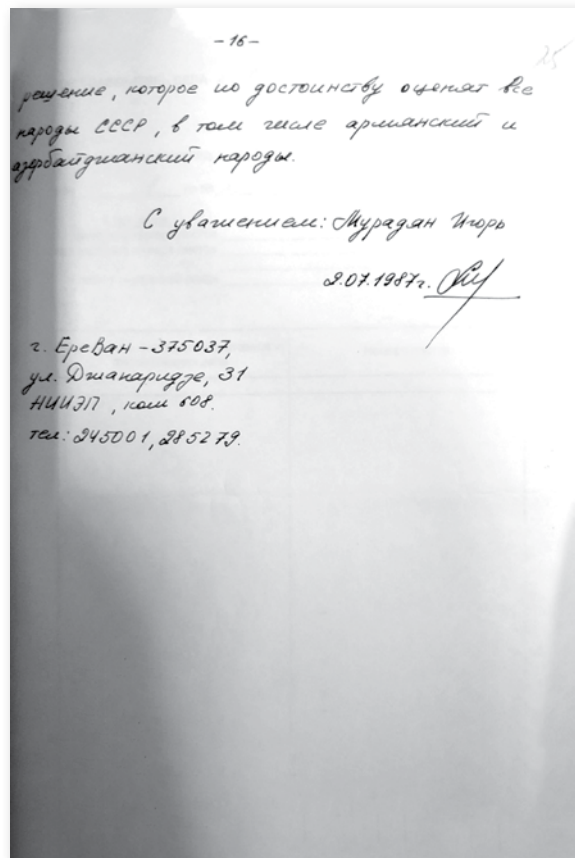 -16-
25
решение, которое по достоинству оценят все
народы СССР, в том числе армянский и
азербайджанский народы.
С уважением: Мурадян Игорь
2.07.1987г.
г. Ереван-375037,
ул. Джапаридзе, 31
НИИЭП, ком 608.
тел: 245001, 285279.